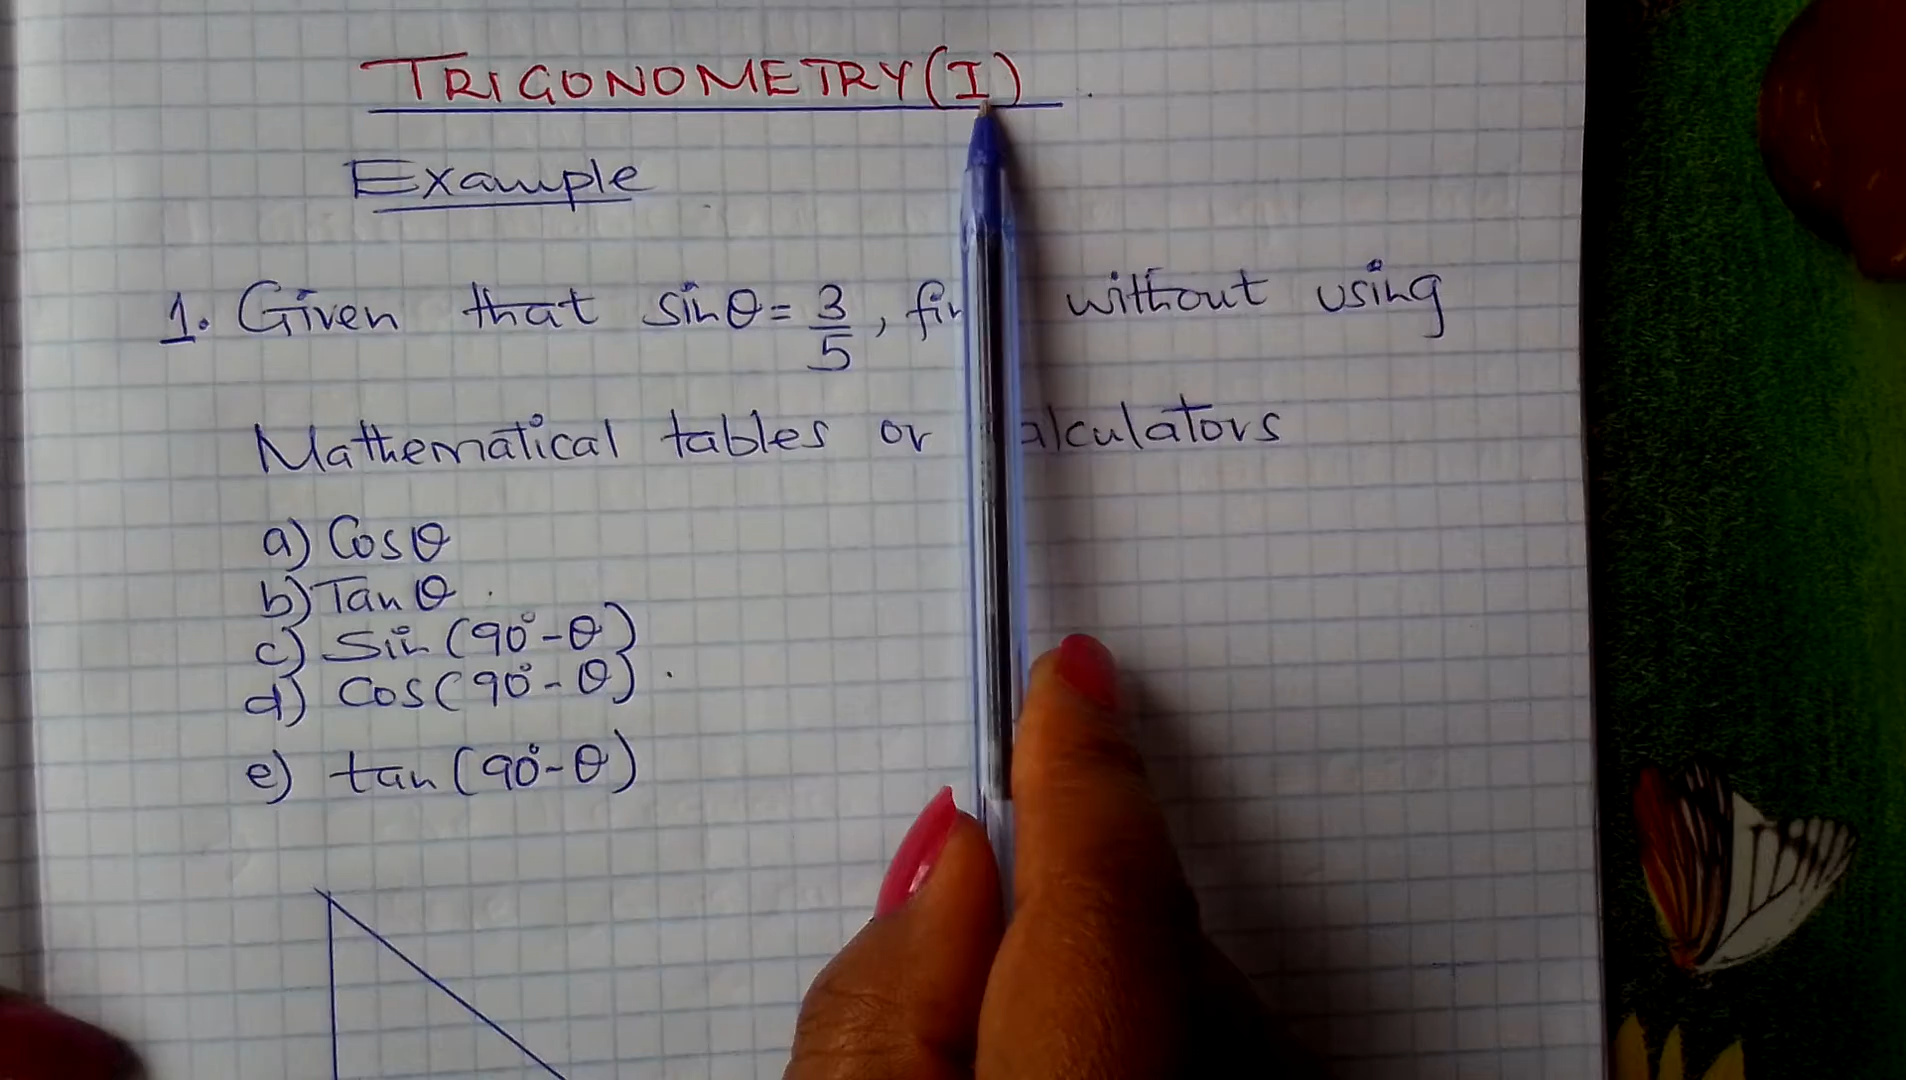 TRIGONOMETRY(I)
Example
1. Given that sinθ = 3/5, without using
Mathematical tables or
a) Cosθ
b) Tanθ.
c) Sin (90° - θ)
d) Cos (90° - θ).
e) tan (90° - θ)